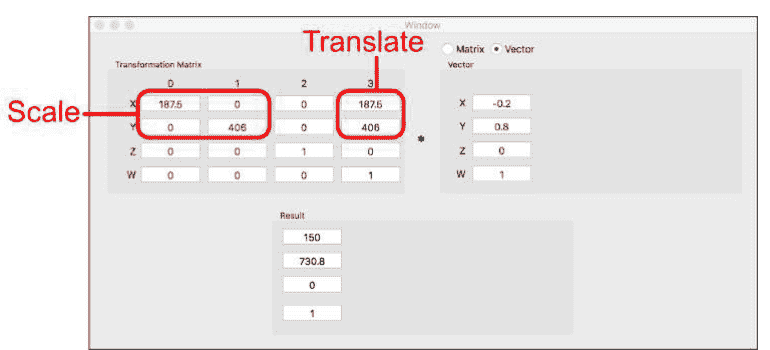 Window
Translate
Matrix Vector
Transformation Matrix
Vector
0 1 2 3
Scale
X 187.5 0 0 187.5
Y 0 406 0 406
Z 0 0 1 0
W 0 0 0 1
*
X -0.2
Y 0.8
Z 0
W 1
Result
150
730.8
0
1